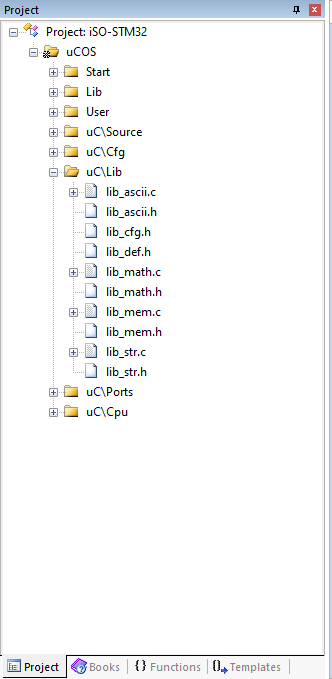 Project
Project: iSO-STM32
uCOS
Start
Lib
User
uC\Source
uC\Cfg
uC\Lib
lib_ascii.c
lib_ascii.h
lib_cfg.h
lib_def.h
lib_math.c
lib_math.h
lib_mem.c
lib_mem.h
lib_str.c
lib_str.h
uC\Ports
uC\Cpu
Project Books {} Functions 0 Templates